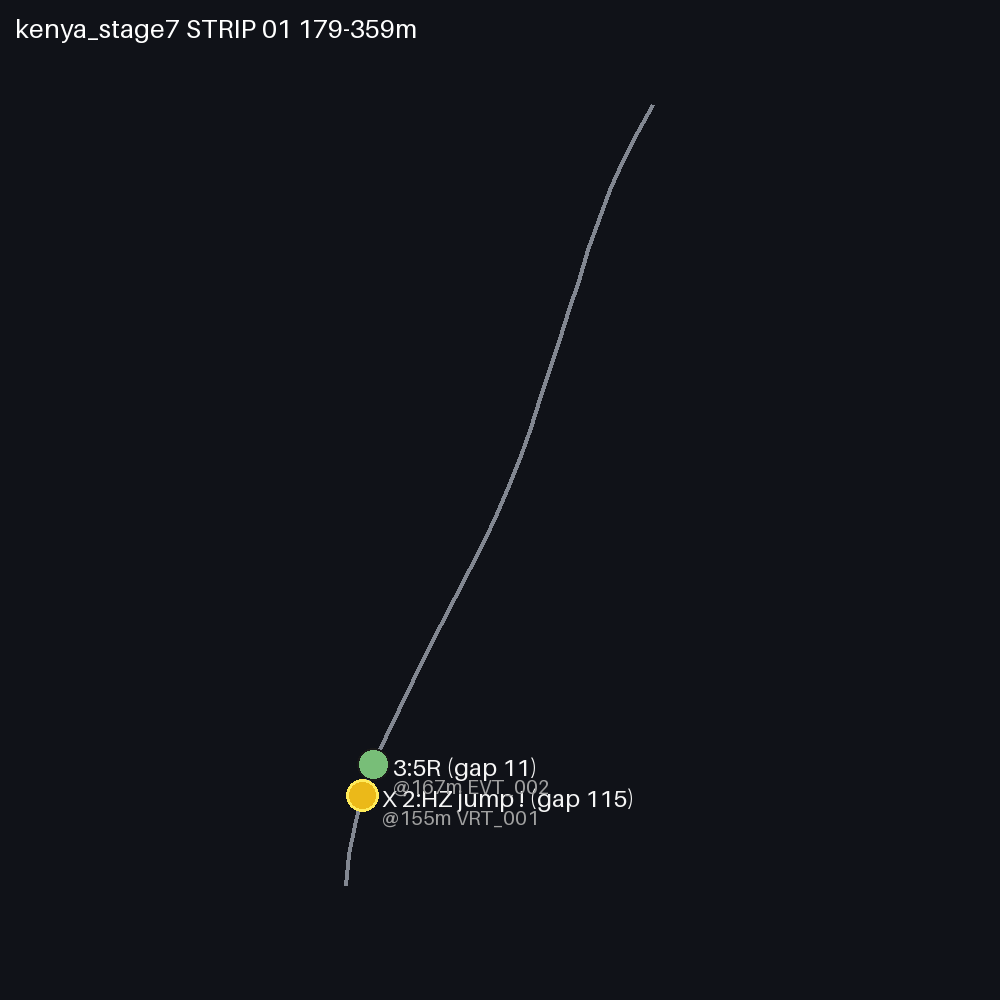 kenya_stage7 STRIP 01 179-359m
3:5R (gap 11)
@167m EVT_002
X 2:HZ jump ! (gap 115)
@155m VRT_001